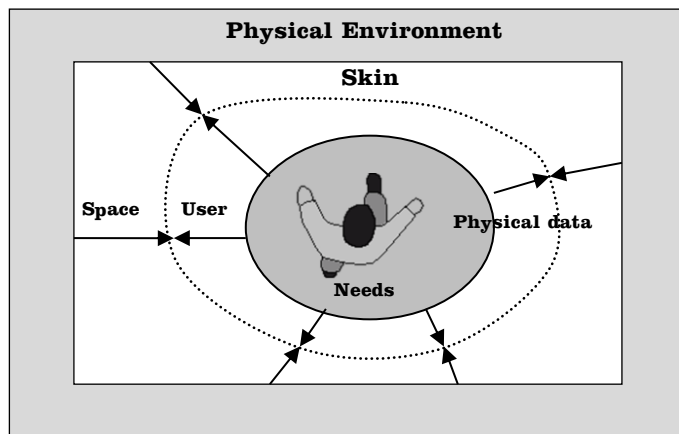 Physical Environment
Skin
Space
User
Physical data
Needs